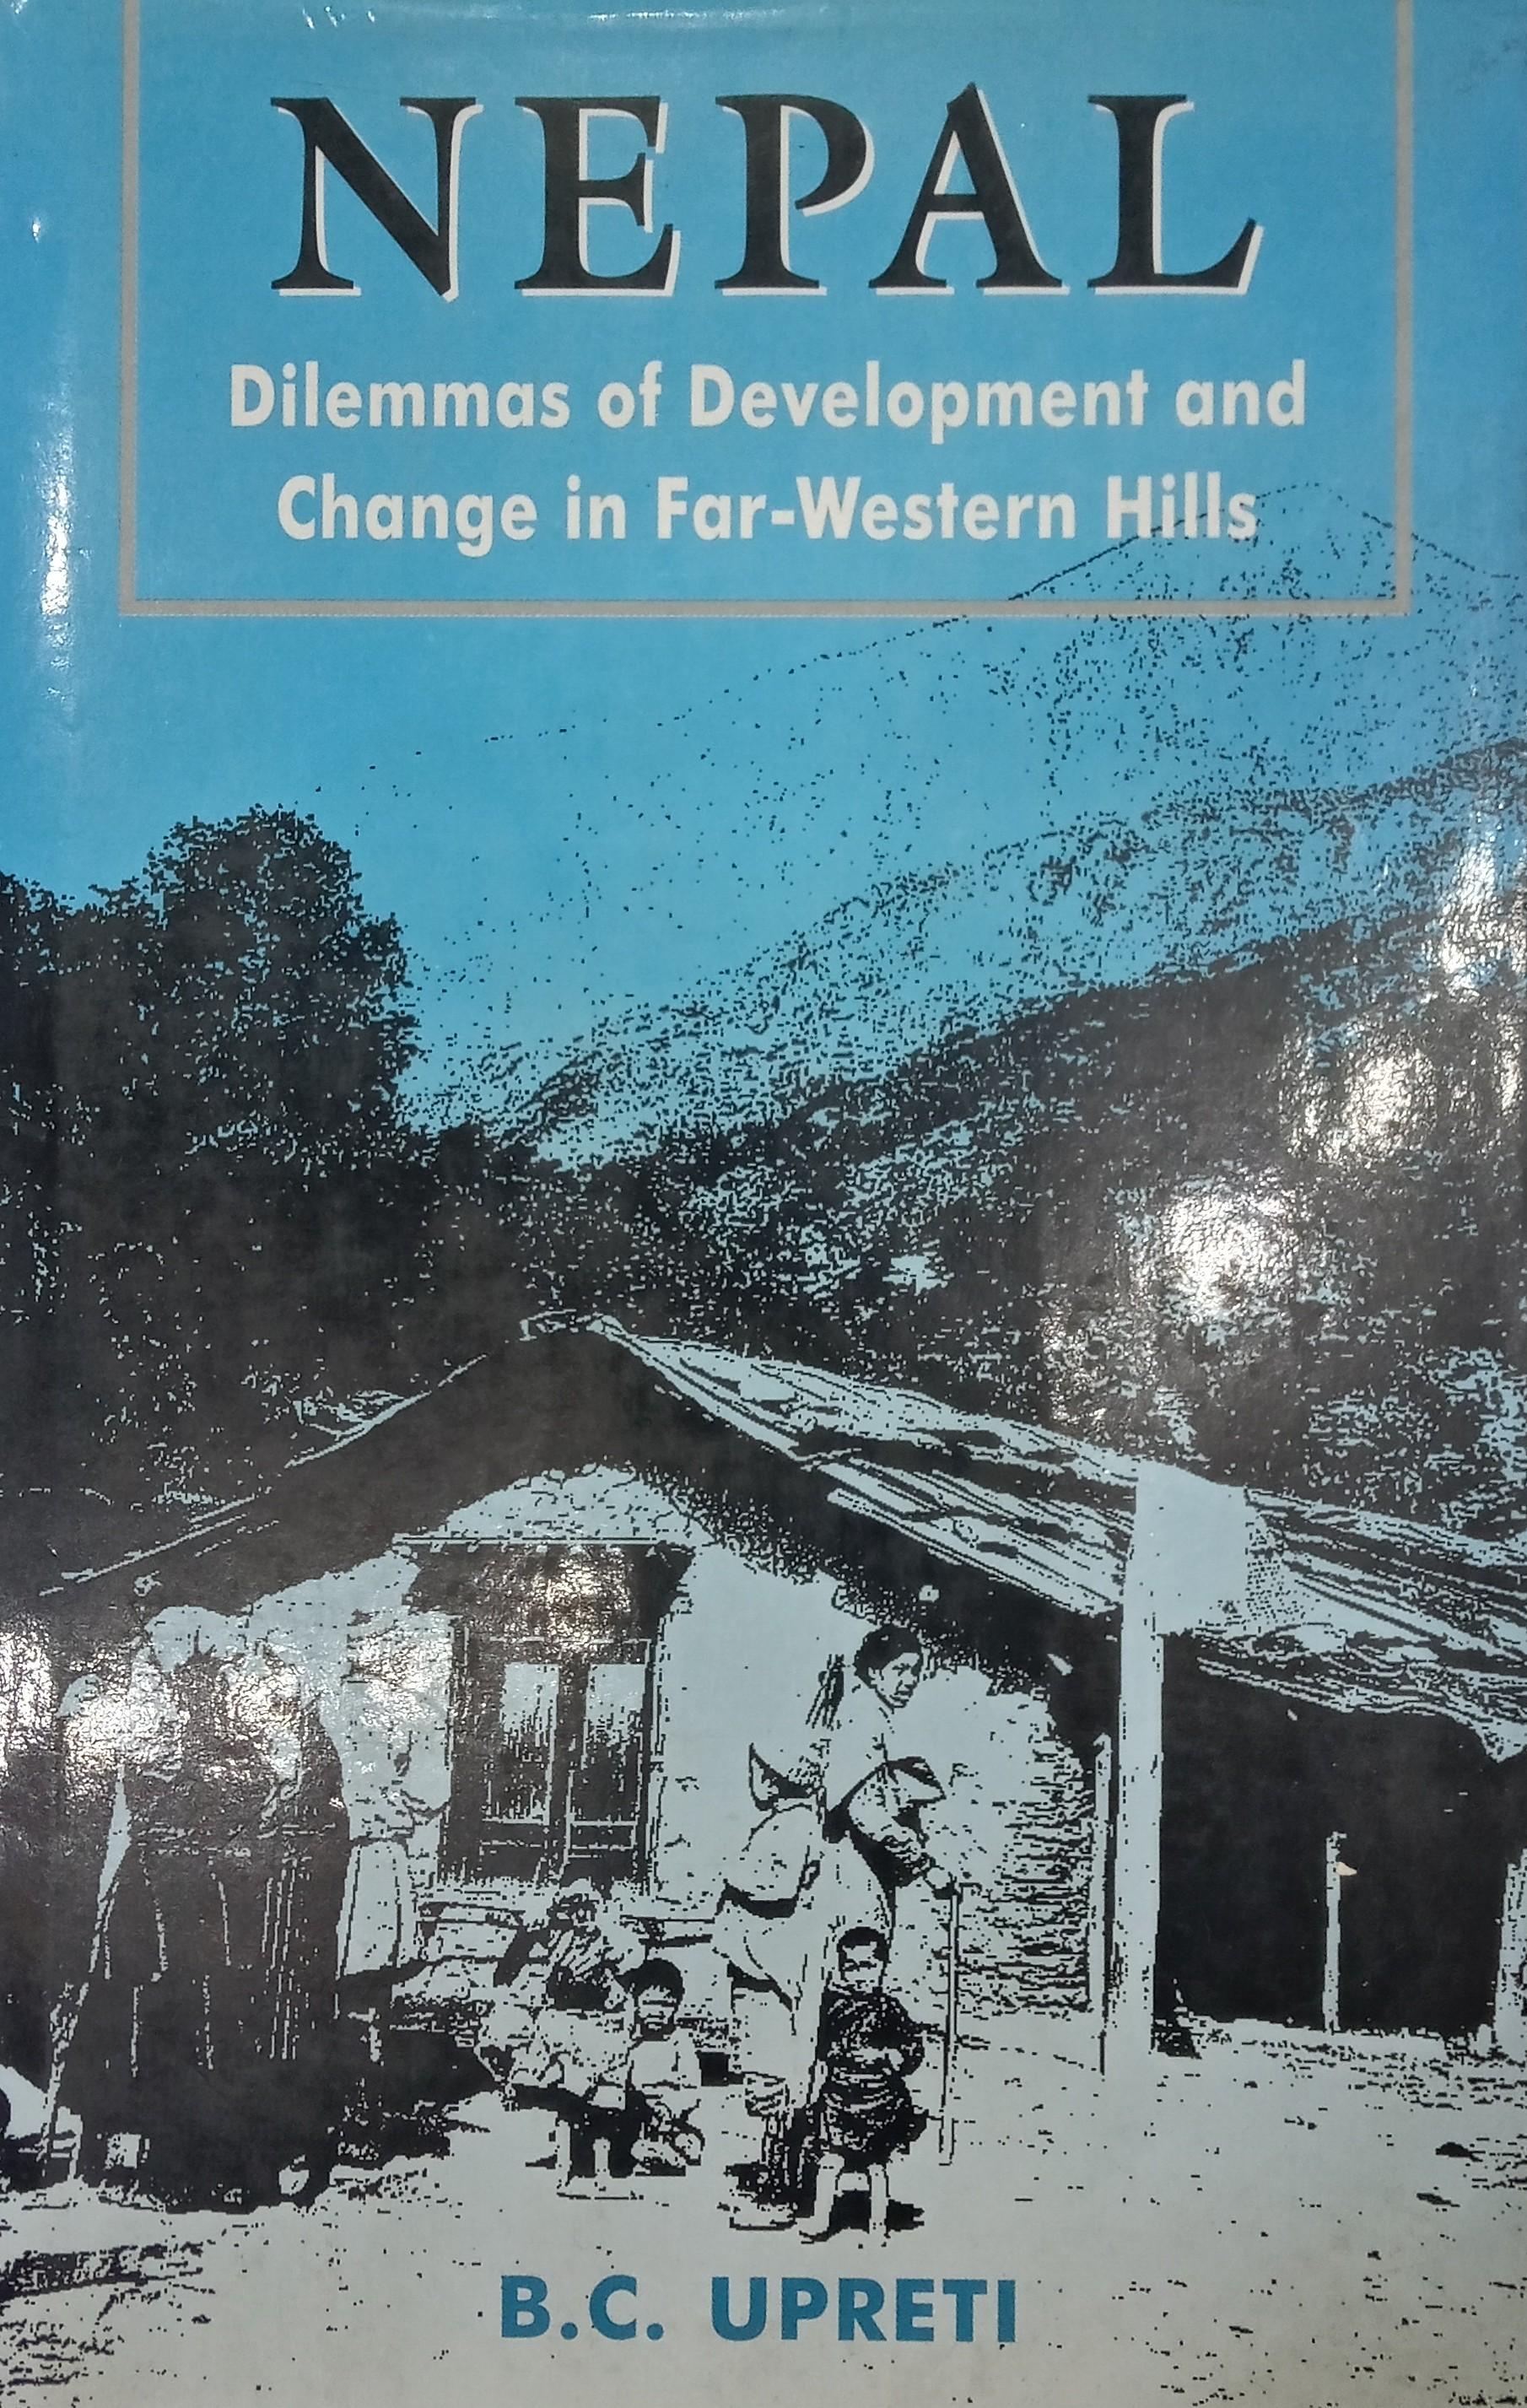 NEPAL
Dilemmas of Development and
Change in Far-Western Hills
B.C. UPRETI